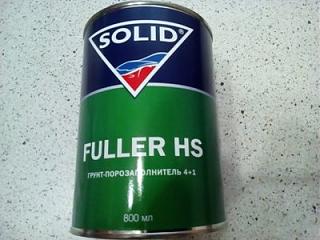 SOLID®
FULLER HS
ГРУНТ-ПОРОЗАПОЛНИТЕЛЬ 4+1
800 мл